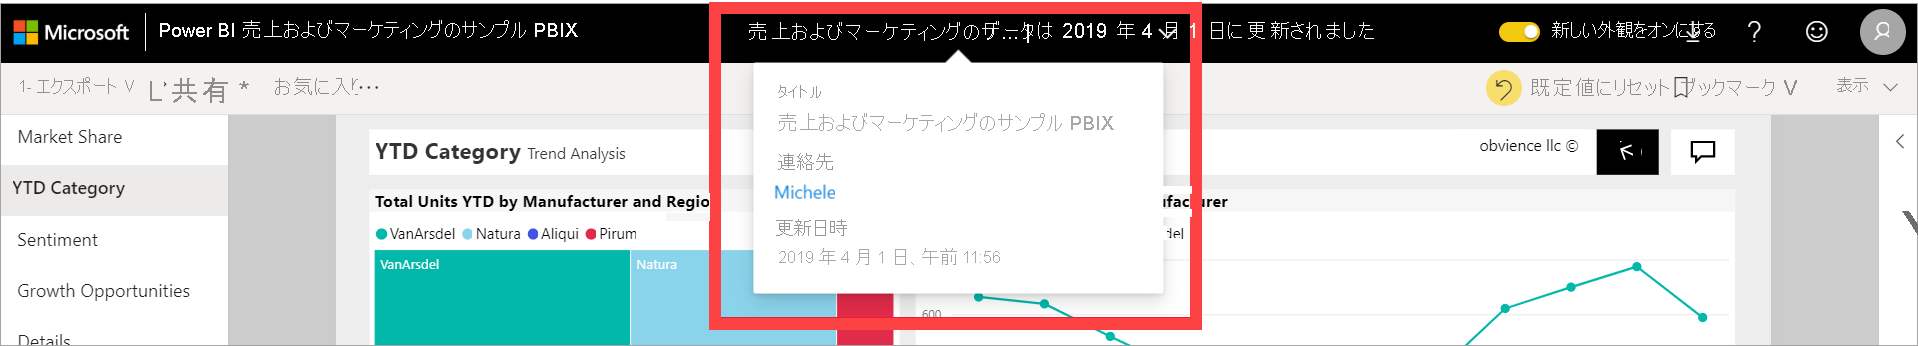 Microsoft
Power BI 売上およびマーケティングのサンプル PBIX
売上およびマーケティングのデータ...は 2019 年 4 月 1 日に更新されました
新しい外観をオンにする
1- エクスポート V
共有 *
お気に入り ...
既定値にリセット
ブックマーク V
表示
Market Share
YTD Category
Sentiment
Growth Opportunities
Details
YTD Category Trend Analysis
obvience llc ©
タイトル
売上およびマーケティングのサンプル PBIX
連絡先
Michele
更新日時
2019 年 4 月 1 日、午前 11:56
Total Units YTD by Manufacturer and Regio
ufacturer
VanArsdel Natura Aliqui Pirum
del
VanArsdel
Natura
600